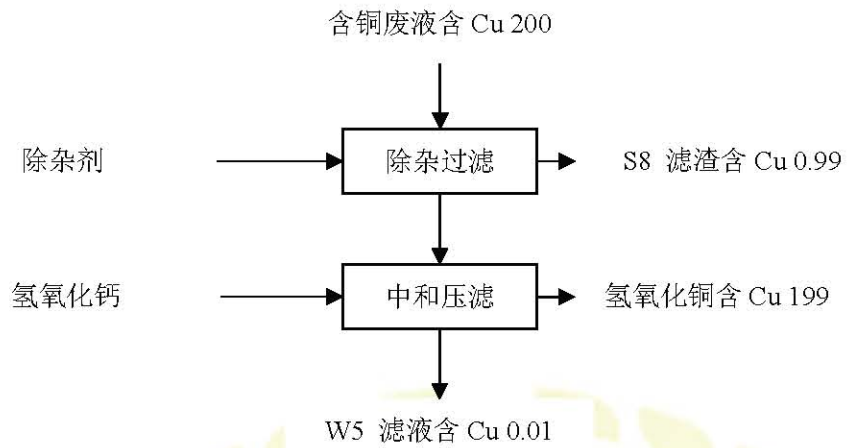 含铜废液含 Cu 200
除杂剂
除杂过滤
S8 滤渣含 Cu 0.99
氢氧化钙
中和压滤
氢氧化铜含 Cu 199
W5 滤液含 Cu 0.01